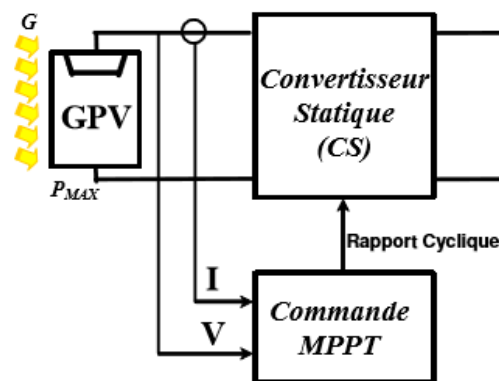 G
GPV
P_MAX
Convertisseur
Statique
(CS)
Rapport Cyclique
I
V
Commande
MPPT